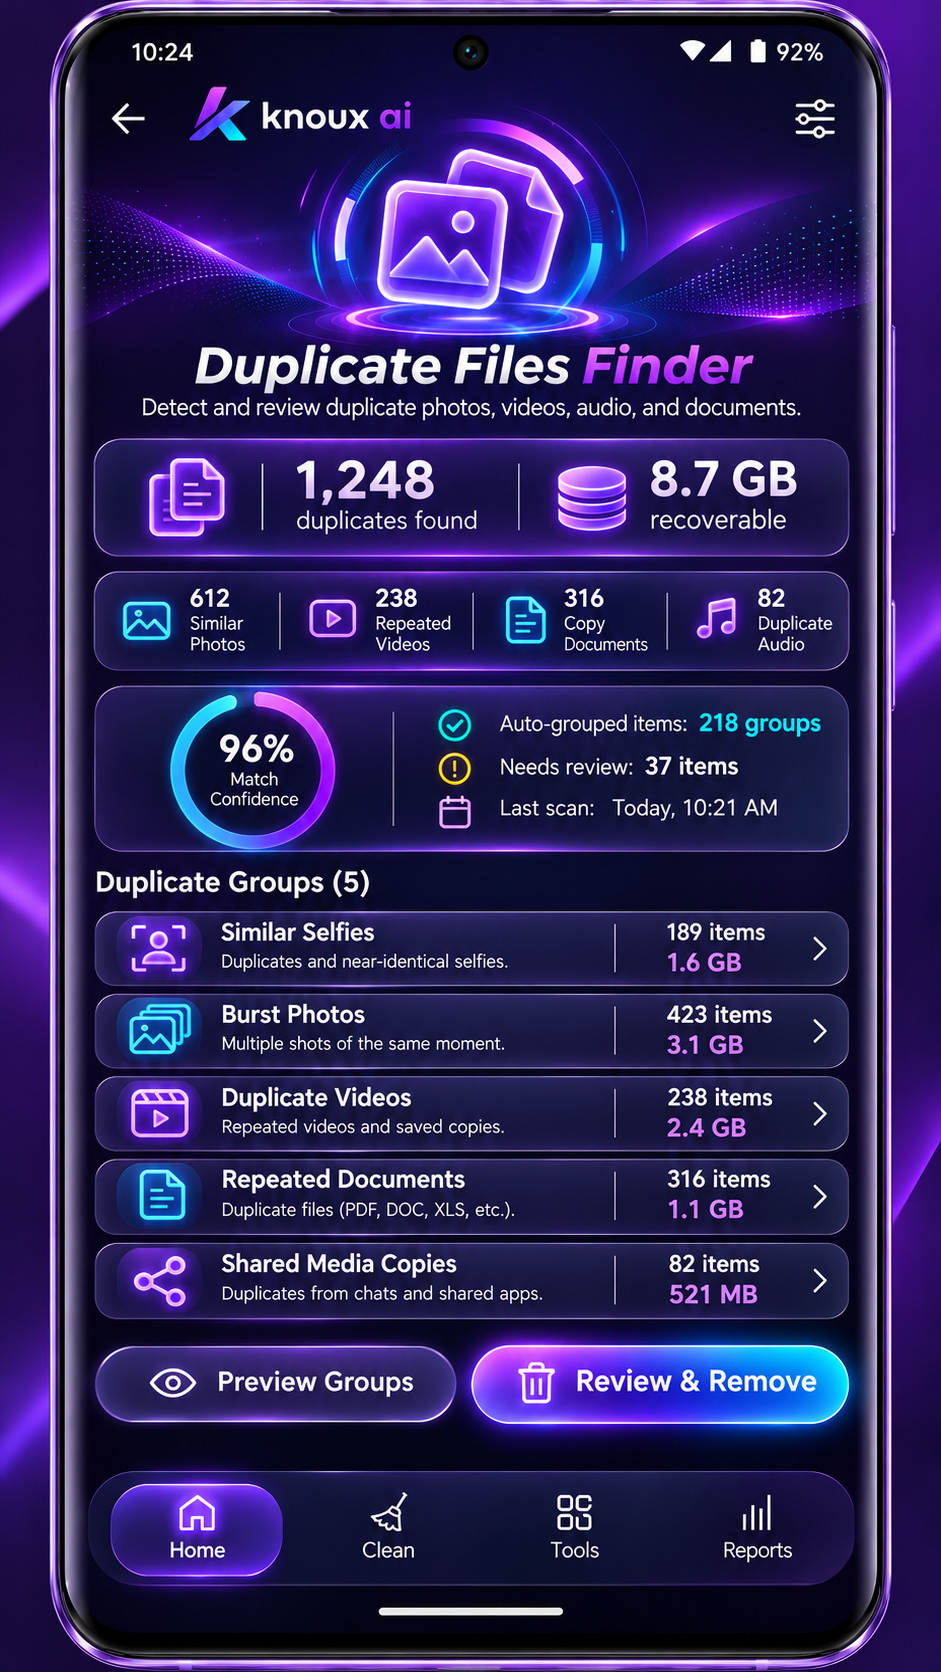 10:24
92%
knoux ai
Duplicate Files Finder
Detect and review duplicate photos, videos, audio, and documents.
1,248
duplicates found
8.7 GB
recoverable
612
Similar
Photos
238
Repeated
Videos
316
Copy
Documents
82
Duplicate
Audio
96%
Match
Confidence
Auto-grouped items: 218 groups
Needs review: 37 items
Last scan: Today, 10:21 AM
Duplicate Groups (5)
Similar Selfies
Duplicates and near-identical selfies.
189 items
1.6 GB
Burst Photos
Multiple shots of the same moment.
423 items
3.1 GB
Duplicate Videos
Repeated videos and saved copies.
238 items
2.4 GB
Repeated Documents
Duplicate files (PDF, DOC, XLS, etc.).
316 items
1.1 GB
Shared Media Copies
Duplicates from chats and shared apps.
82 items
521 MB
Preview Groups
Review & Remove
Home
Clean
Tools
Reports